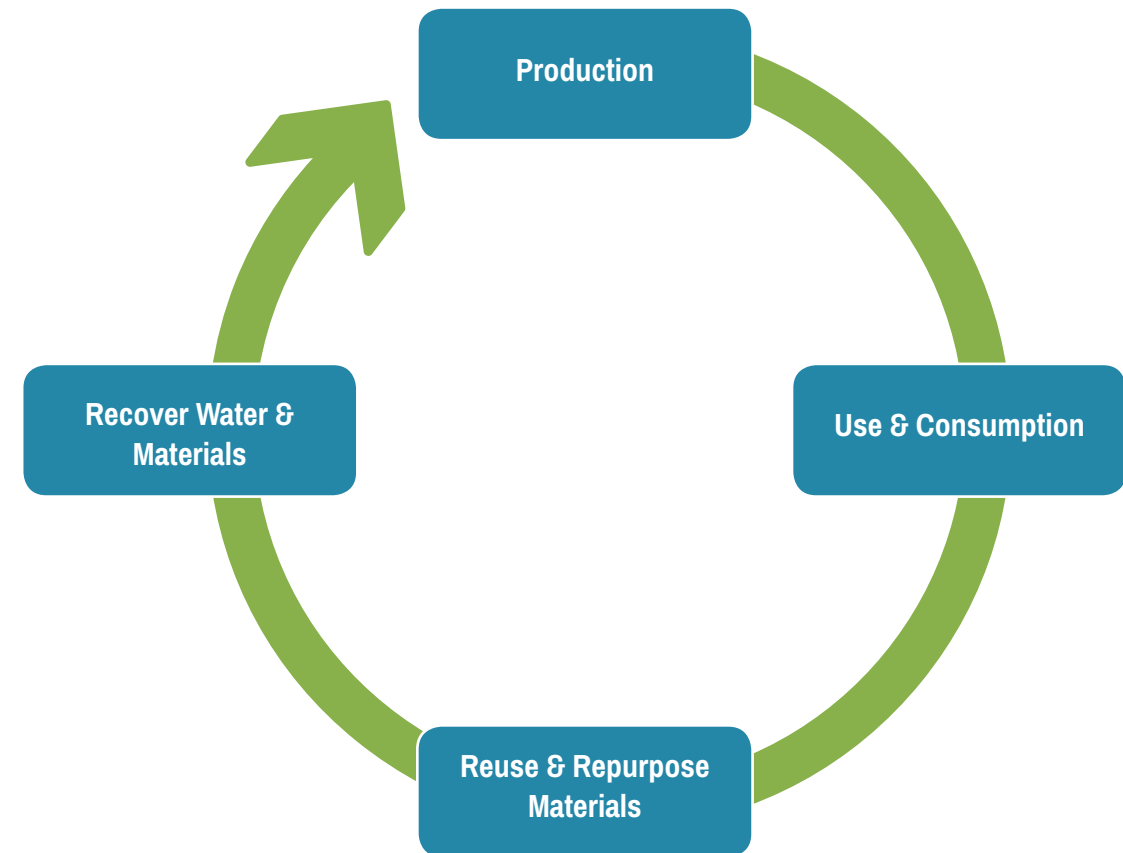 Production
Use & Consumption
Reuse & Repurpose
Materials
Recover Water &
Materials